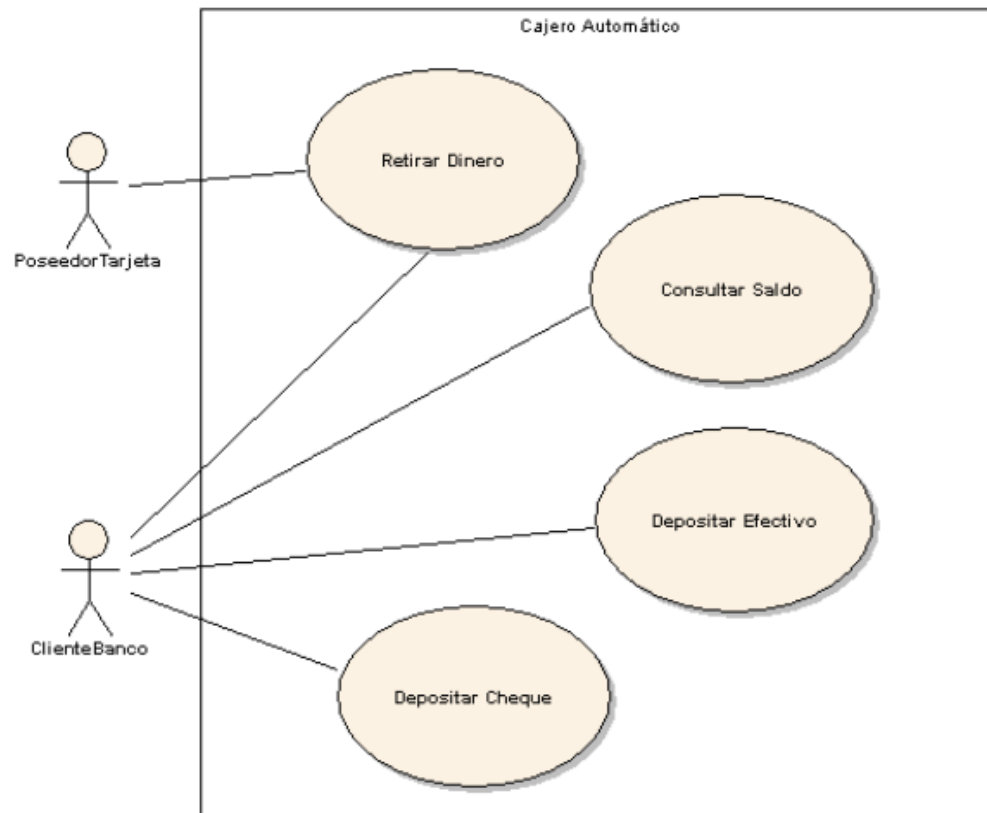 Cajero Automático
Retirar Dinero
PoseedorTarjeta
Consultar Saldo
Depositar Efectivo
ClienteBanco
Depositar Cheque